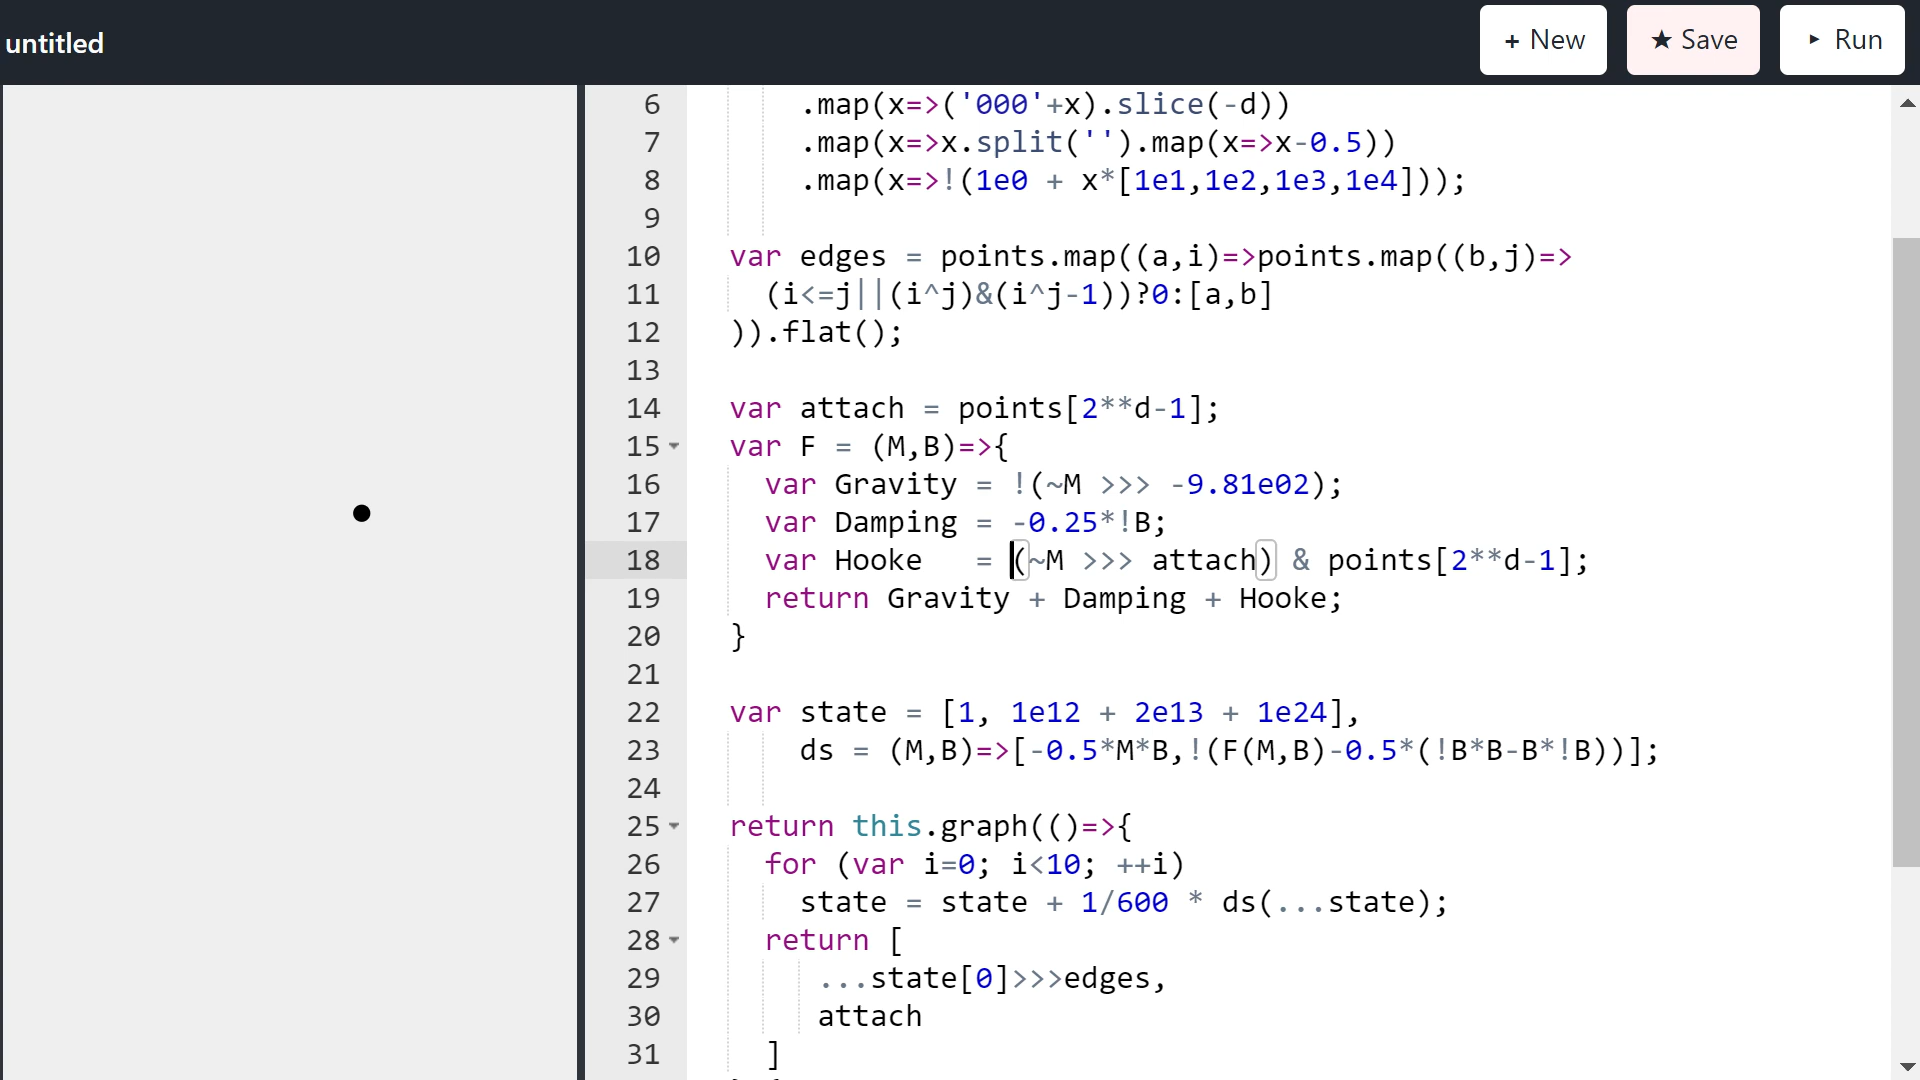 untitled
+ New
★ Save
‣ Run
6 .map(x=>('000'+x).slice(-d))
7 .map(x=>x.split('').map(x=>x-0.5))
8 .map(x=>!(1e0 + x*[1e1,1e2,1e3,1e4]));
9
10 var edges = points.map((a,i)=>points.map((b,j)=>
11 (i<=j||(i^j)&(i^j-1))?0:[a,b]
12 )).flat();
13
14 var attach = points[2**d-1];
15 var F = (M,B)=>{
16 var Gravity = !(~M >>> -9.81e02);
17 var Damping = -0.25*!B;
18 var Hooke = (~M >>> attach) & points[2**d-1];
19 return Gravity + Damping + Hooke;
20 }
21
22 var state = [1, 1e12 + 2e13 + 1e24],
23 ds = (M,B)=>[-0.5*M*B,!(F(M,B)-0.5*(!B*B-B*!B))];
24
25 return this.graph(()=>{
26 for (var i=0; i<10; ++i)
27 state = state + 1/600 * ds(...state);
28 return [
29 ...state[0]>>>edges,
30 attach
31 ]